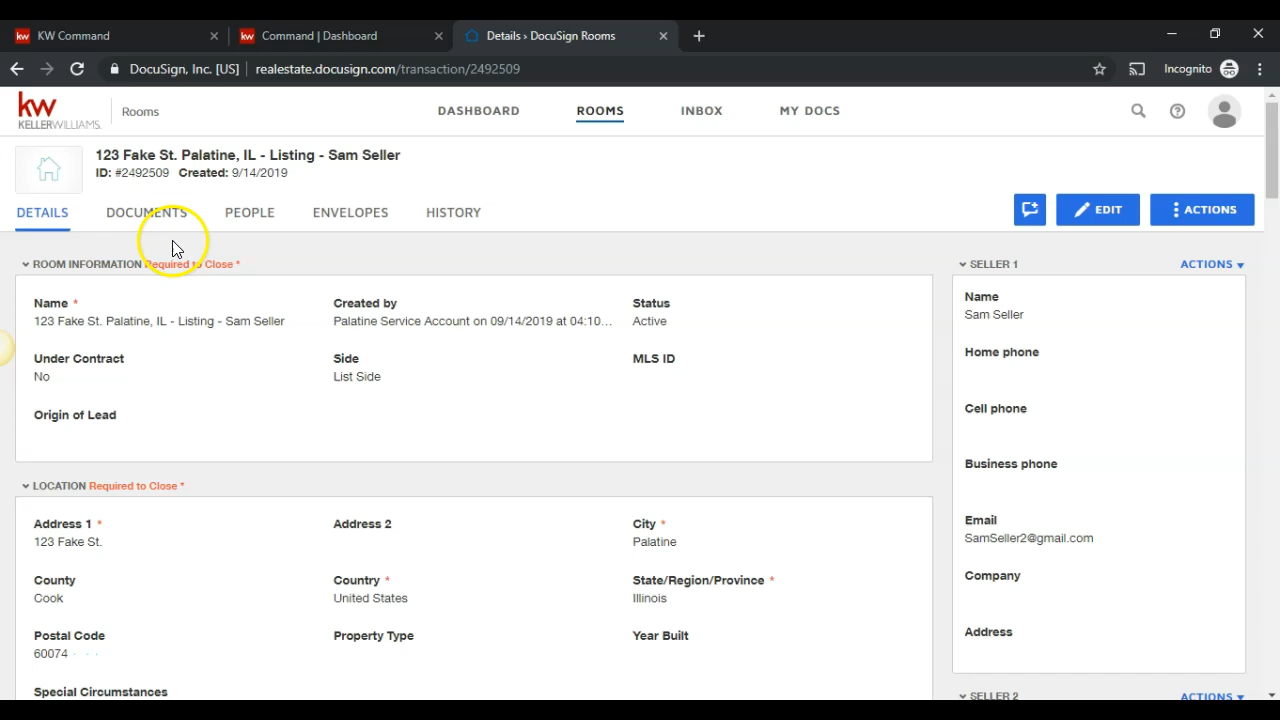 kw KW Command
kw Command | Dashboard
Details › DocuSign Rooms
DocuSign, Inc. [US] realestate.docusign.com/transaction/2492509
Incognito
kw
KELLERWILLIAMS. Rooms
DASHBOARD ROOMS INBOX MY DOCS
123 Fake St. Palatine, IL - Listing - Sam Seller
ID: #2492509 Created: 9/14/2019
DETAILS DOCUMENTS PEOPLE ENVELOPES HISTORY
EDIT ACTIONS
ROOM INFORMATION Required to Close *
SELLER 1 ACTIONS
Name * Created by Status
123 Fake St. Palatine, IL - Listing - Sam Seller Palatine Service Account on 09/14/2019 at 04:10... Active
Under Contract Side MLS ID
No List Side
Origin of Lead
LOCATION Required to Close *
Address 1 * Address 2 City *
123 Fake St. Palatine
County Country * State/Region/Province *
Cook United States Illinois
Postal Code Property Type Year Built
60074
Special Circumstances
Name
Sam Seller
Home phone
Cell phone
Business phone
Email
SamSeller2@gmail.com
Company
Address
SELLER 2 ACTIONS